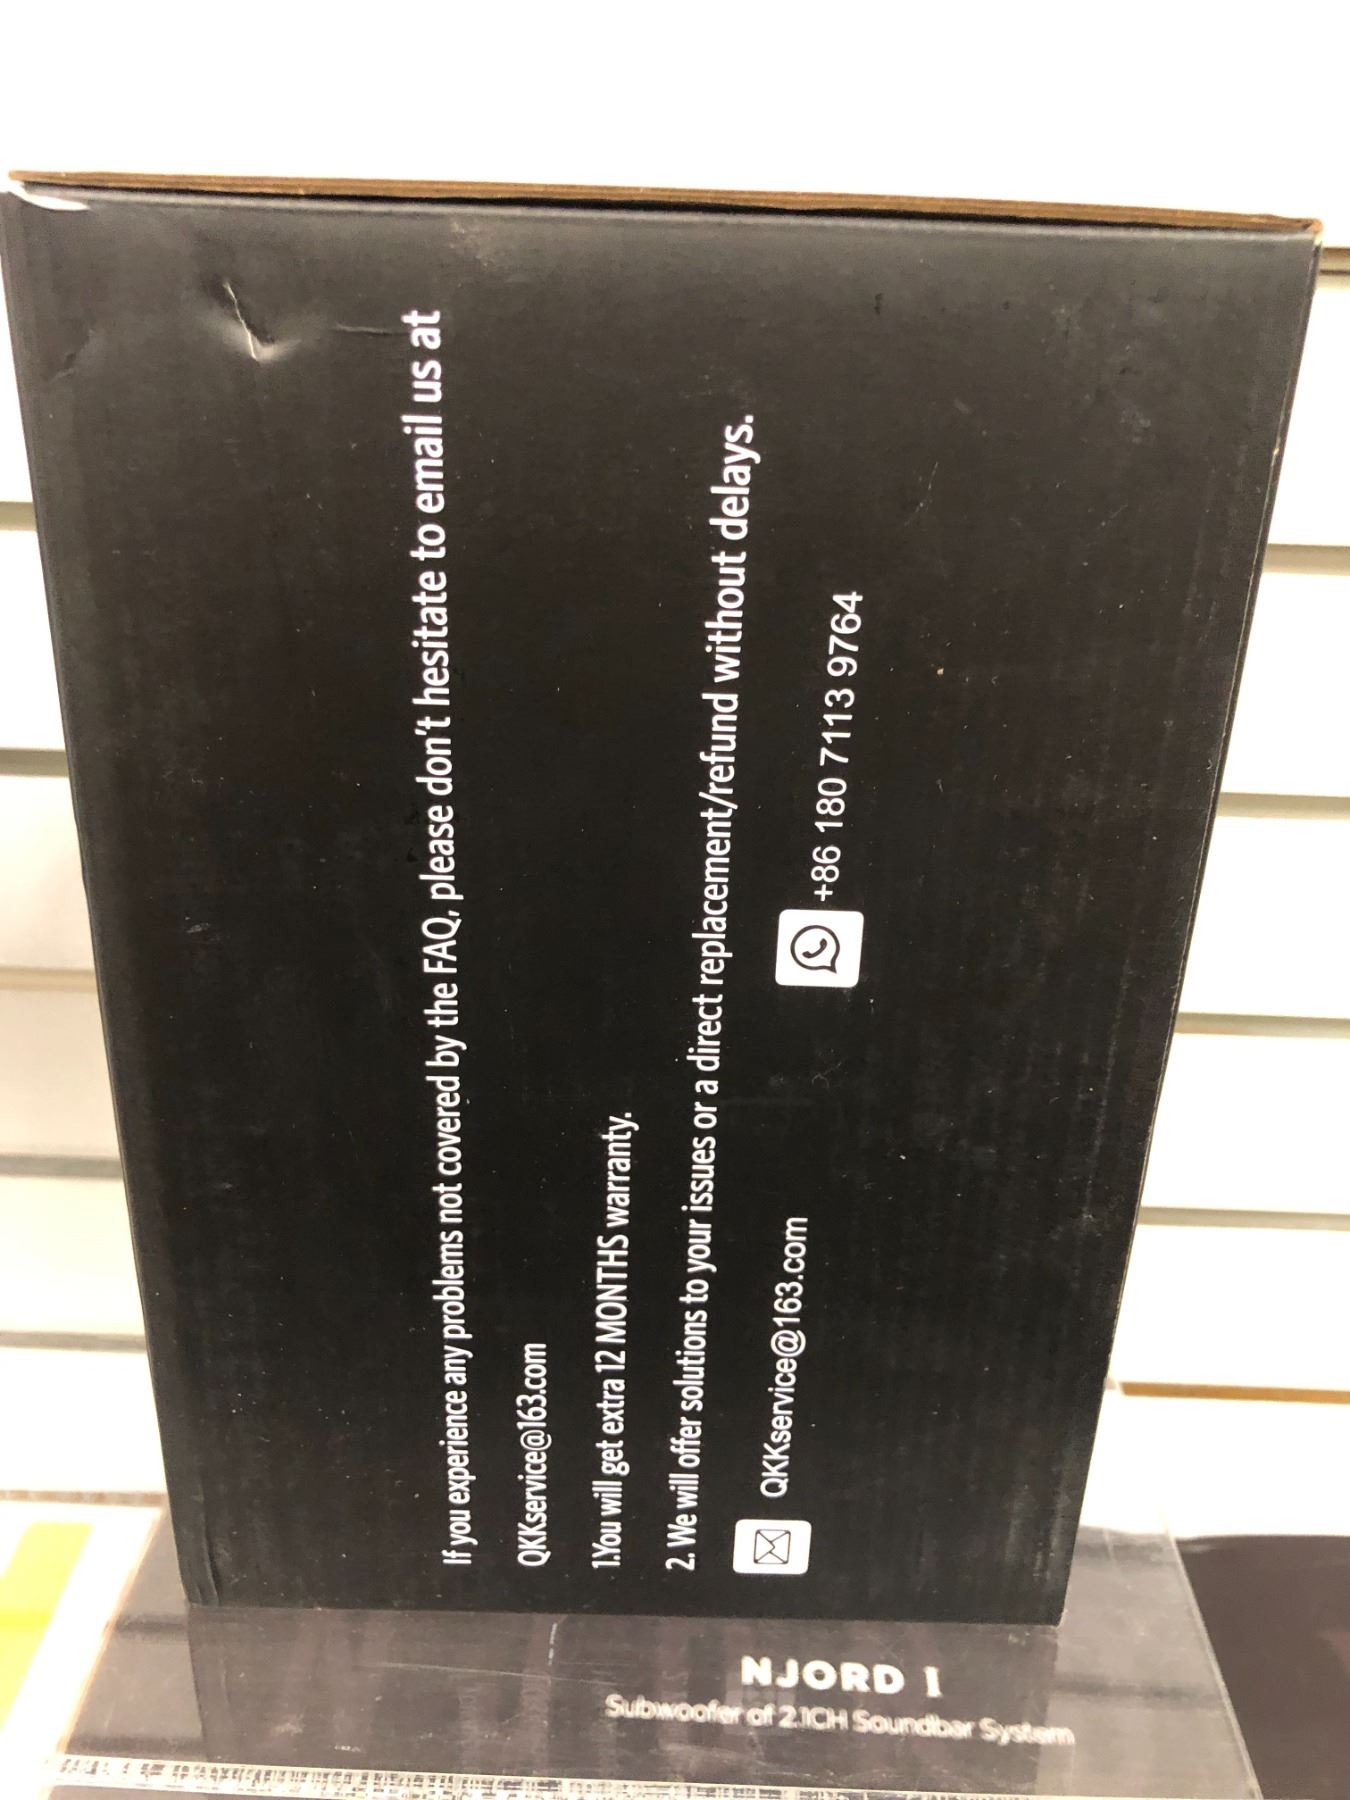 If you experience any problems not covered by the FAQ, please don't hesitate to email us at
QKKservice@163.com
1.You will get extra 12 MONTHS warranty.
2. We will offer solutions to your issues or a direct replacement/refund without delays.
QKKservice@163.com
+86 180 7113 9764
NJORD I
Subwoofer of 2.1CH Soundbar System